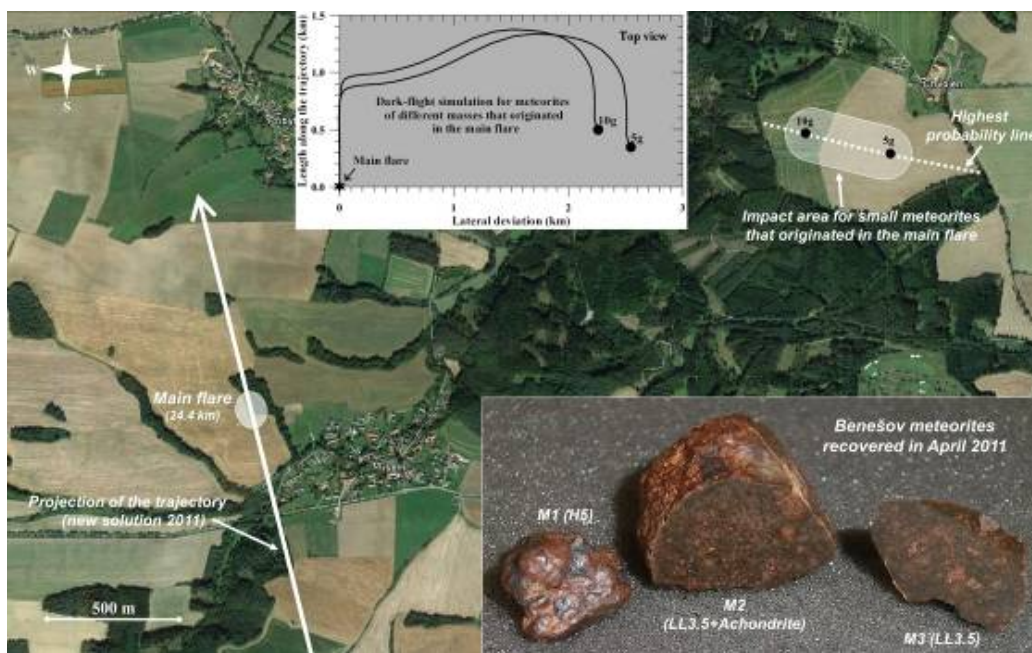 N
W E
S
1.5
1.0
0.5
0.0
0
1
2
3
Length along the trajectory (km)
Lateral deviation (km)
Top view
Dark-flight simulation for meteorites
of different masses that originated
in the main flare
Main flare
10g
5g
10g
5g
Highest
probability line
Impact area for small meteorites
that originated in the main flare
Main flare
(24.4 km)
Projection of the trajectory
(new solution 2011)
500 m
Benešov meteorites
recovered in April 2011
M1 (H5)
M2
(LL3.5+Achondrite)
M3 (LL3.5)